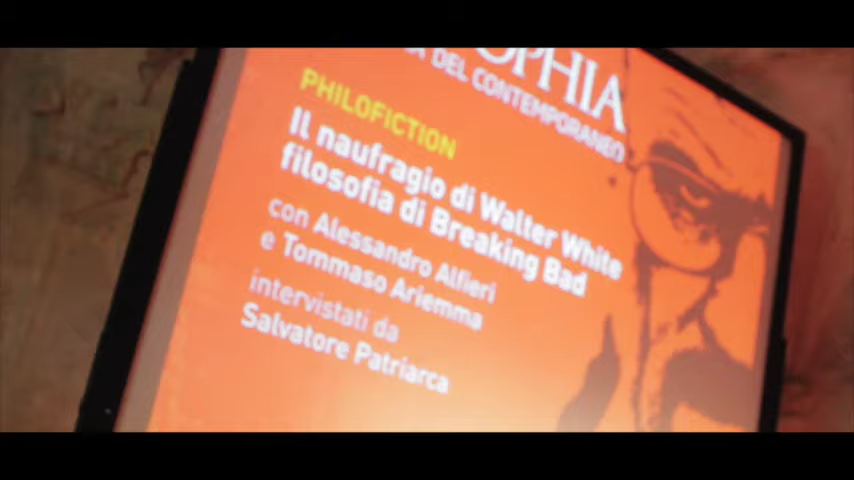 OPHIA
DEL CONTEMPORANEO
PHILOFICTION
Il naufragio di Walter White
filosofia di Breaking Bad
con Alessandro Alfieri
e Tommaso Ariemma
intervistati da
Salvatore Patriarca